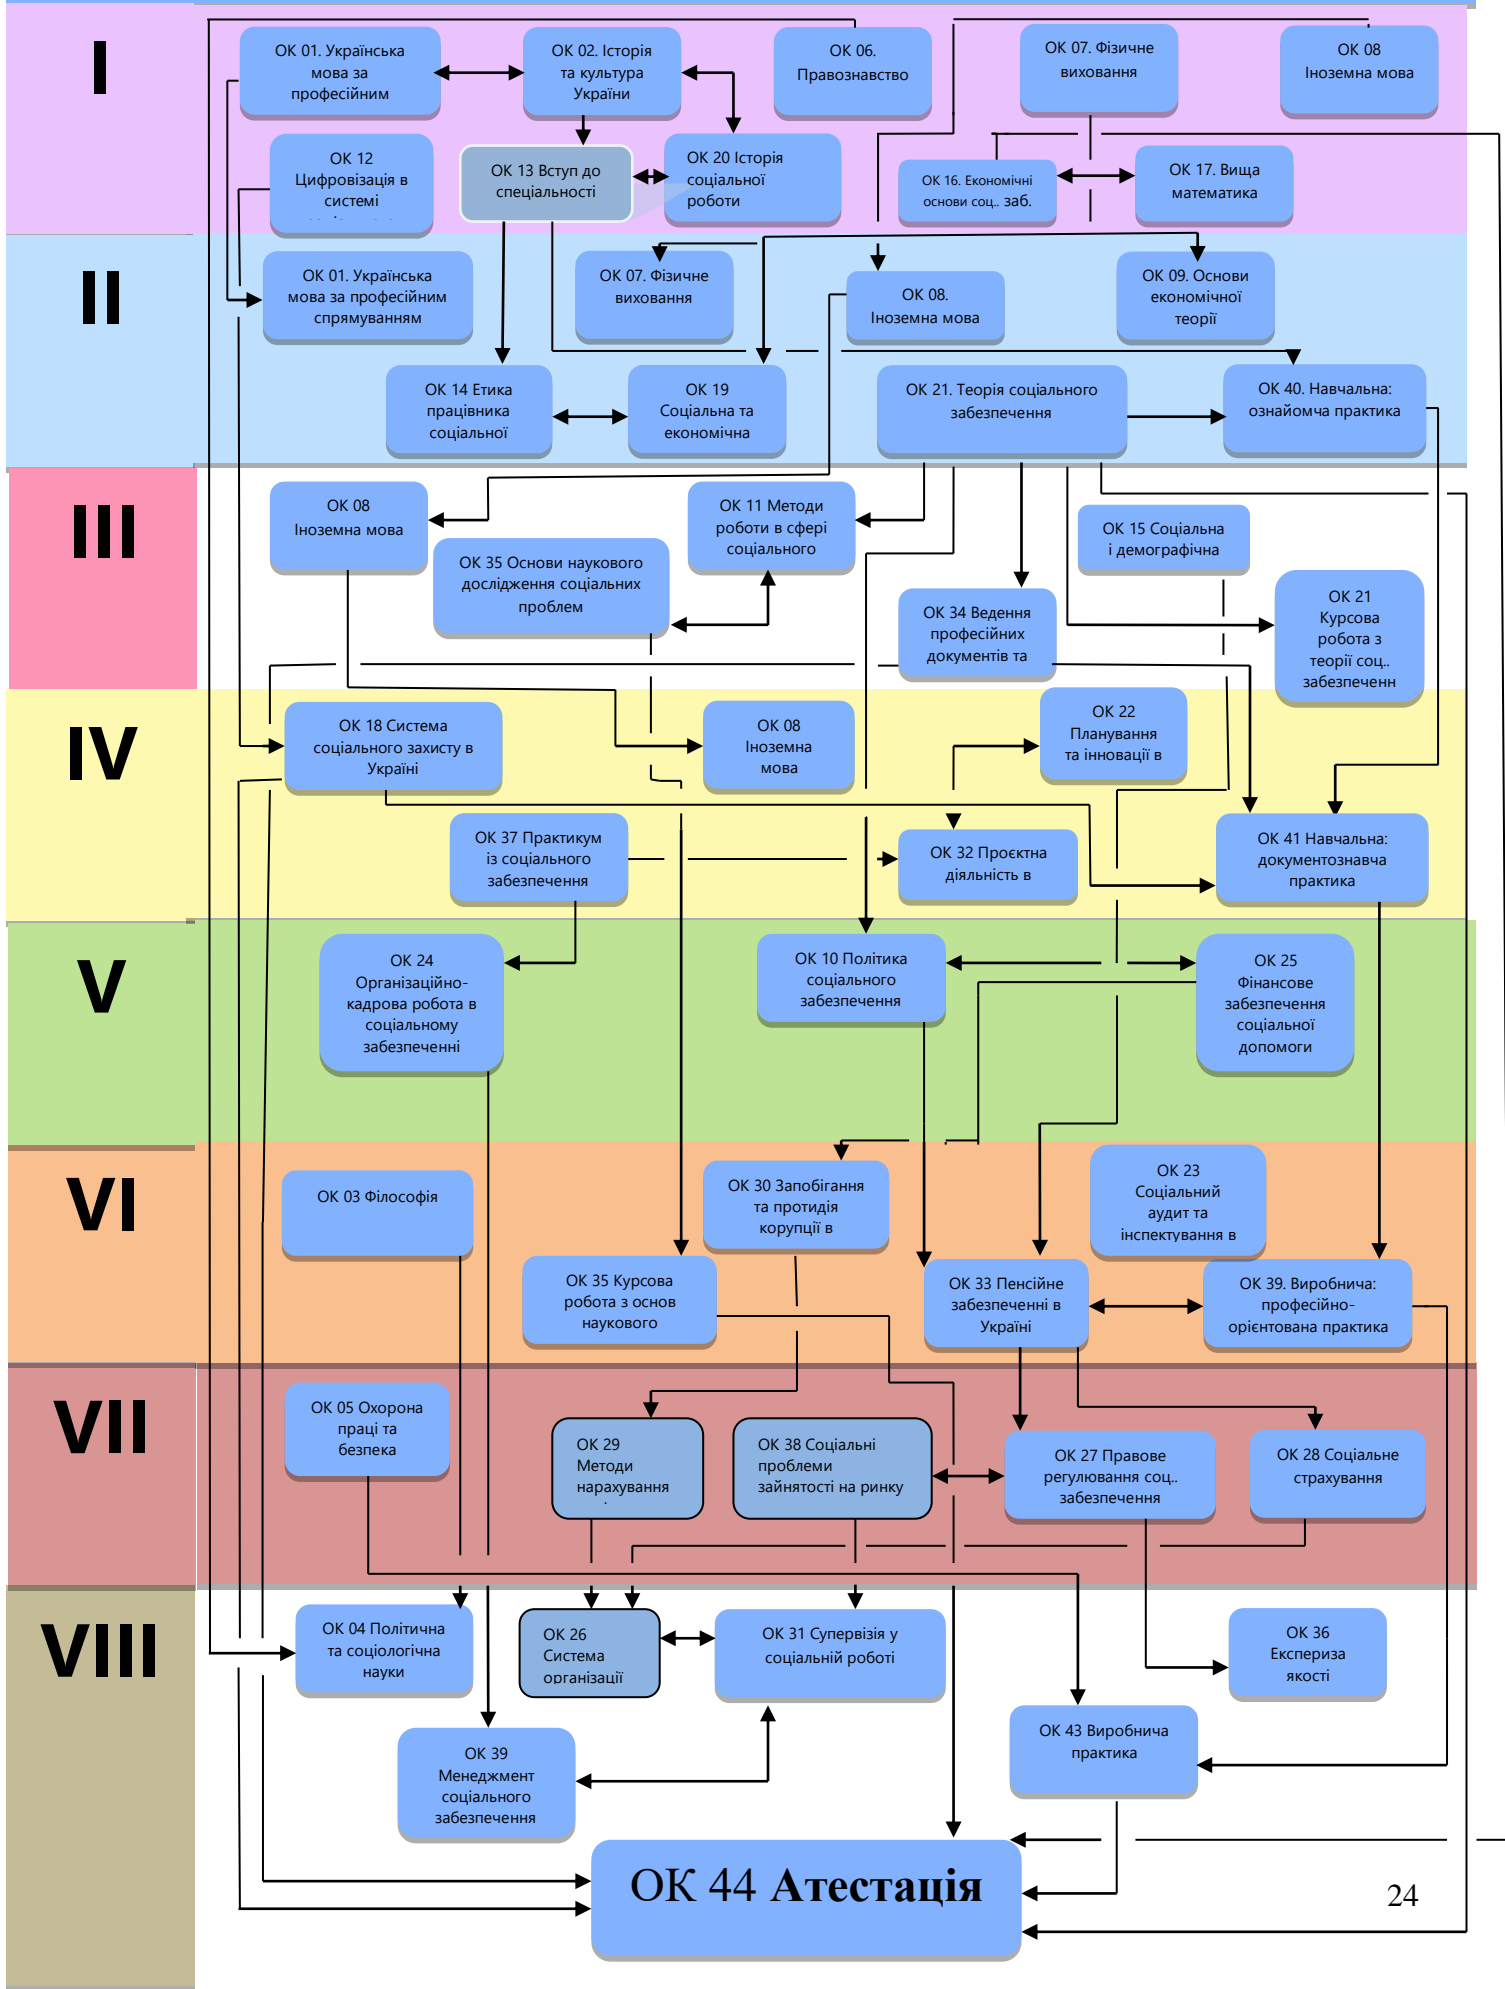 I
ОК 01. Українська
мова за
професійним
ОК 02. Історія
та культура
України
ОК 06.
Правознавство
ОК 07. Фізичне
виховання
ОК 08
Іноземна мова
ОК 12
Цифровізація в
системі
ОК 13 Вступ до
спеціальності
ОК 20 Історія
соціальної
роботи
ОК 16. Економічні
основи соц.. заб.
ОК 17. Вища
математика
II
ОК 01. Українська
мова за професійним
спрямуванням
ОК 07. Фізичне
виховання
ОК 08.
Іноземна мова
ОК 09. Основи
економічної
теорії
ОК 14 Етика
працівника
соціальної
ОК 19
Соціальна та
економічна
ОК 21. Теорія соціального
забезпечення
ОК 40. Навчальна:
ознайомча практика
III
ОК 08
Іноземна мова
ОК 35 Основи наукового
дослідження соціальних
проблем
ОК 11 Методи
роботи в сфері
соціального
ОК 15 Соціальна
і демографічна
ОК 34 Ведення
професійних
документів та
ОК 21
Курсова
робота з
теорії соц..
забезпеченн
IV
ОК 18 Система
соціального захисту в
Україні
ОК 08
Іноземна
мова
ОК 22
Планування
та інновації в
ОК 37 Практикум
із соціального
забезпечення
ОК 32 Проєктна
діяльність в
ОК 41 Навчальна:
документознавча
практика
V
ОК 24
Організаційно-
кадрова робота в
соціальному
забезпеченні
ОК 10 Політика
соціального
забезпечення
ОК 25
Фінансове
забезпечення
соціальної
допомоги
VI
ОК 03 Філософія
ОК 30 Запобігання
та протидія
корупції в
ОК 23
Соціальний
аудит та
інспектування в
ОК 35 Курсова
робота з основ
наукового
ОК 33 Пенсійне
забезпеченні в
Україні
ОК 39. Виробнича:
професійно-
орієнтована практика
VII
ОК 05 Охорона
праці та
безпека
ОК 29
Методи
нарахування
ОК 38 Соціальні
проблеми
зайнятості на ринку
ОК 27 Правове
регулювання соц..
забезпечення
ОК 28 Соціальне
страхування
VIII
ОК 04 Політична
та соціологічна
науки
ОК 26
Система
організації
ОК 31 Супервізія у
соціальній роботі
ОК 36
Експериза
якості
ОК 39
Менеджмент
соціального
забезпечення
ОК 43 Виробнича
практика
ОК 44 Атестація
24